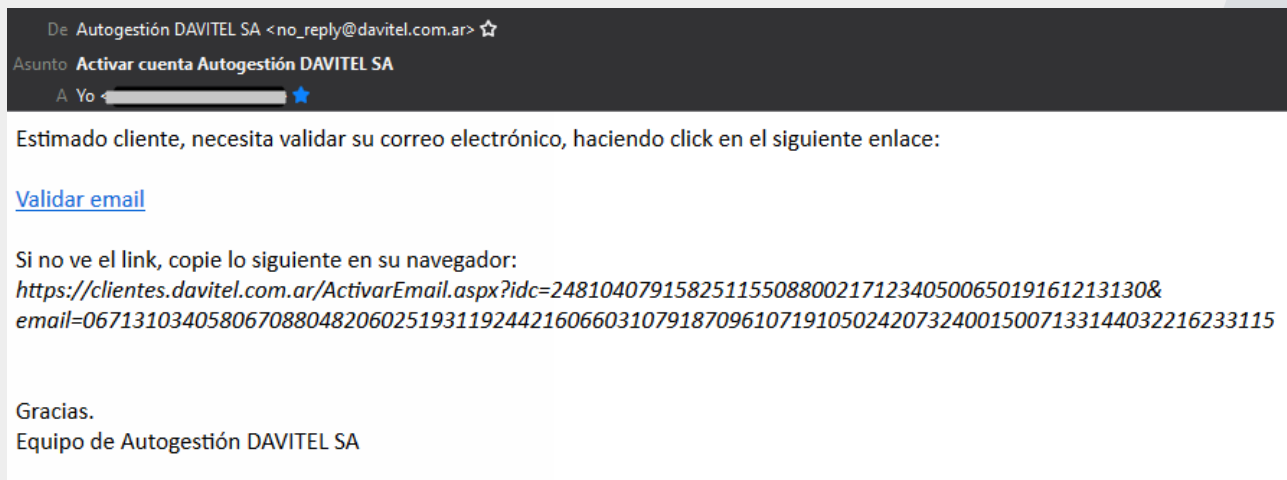 De Autogestión DAVITEL SA <no_reply@davitel.com.ar>
Asunto Activar cuenta Autogestión DAVITEL SA
A Yo <
Estimado cliente, necesita validar su correo electrónico, haciendo click en el siguiente enlace:
Validar email
Si no ve el link, copie lo siguiente en su navegador:
https://clientes.davitel.com.ar/ActivarEmail.aspx?idc=248104079158251155088002171234050065019161213130&
email=067131034058067088048206025193119244216066031079187096107191050242073240015007133144032216233115
Gracias.
Equipo de Autogestión DAVITEL SA